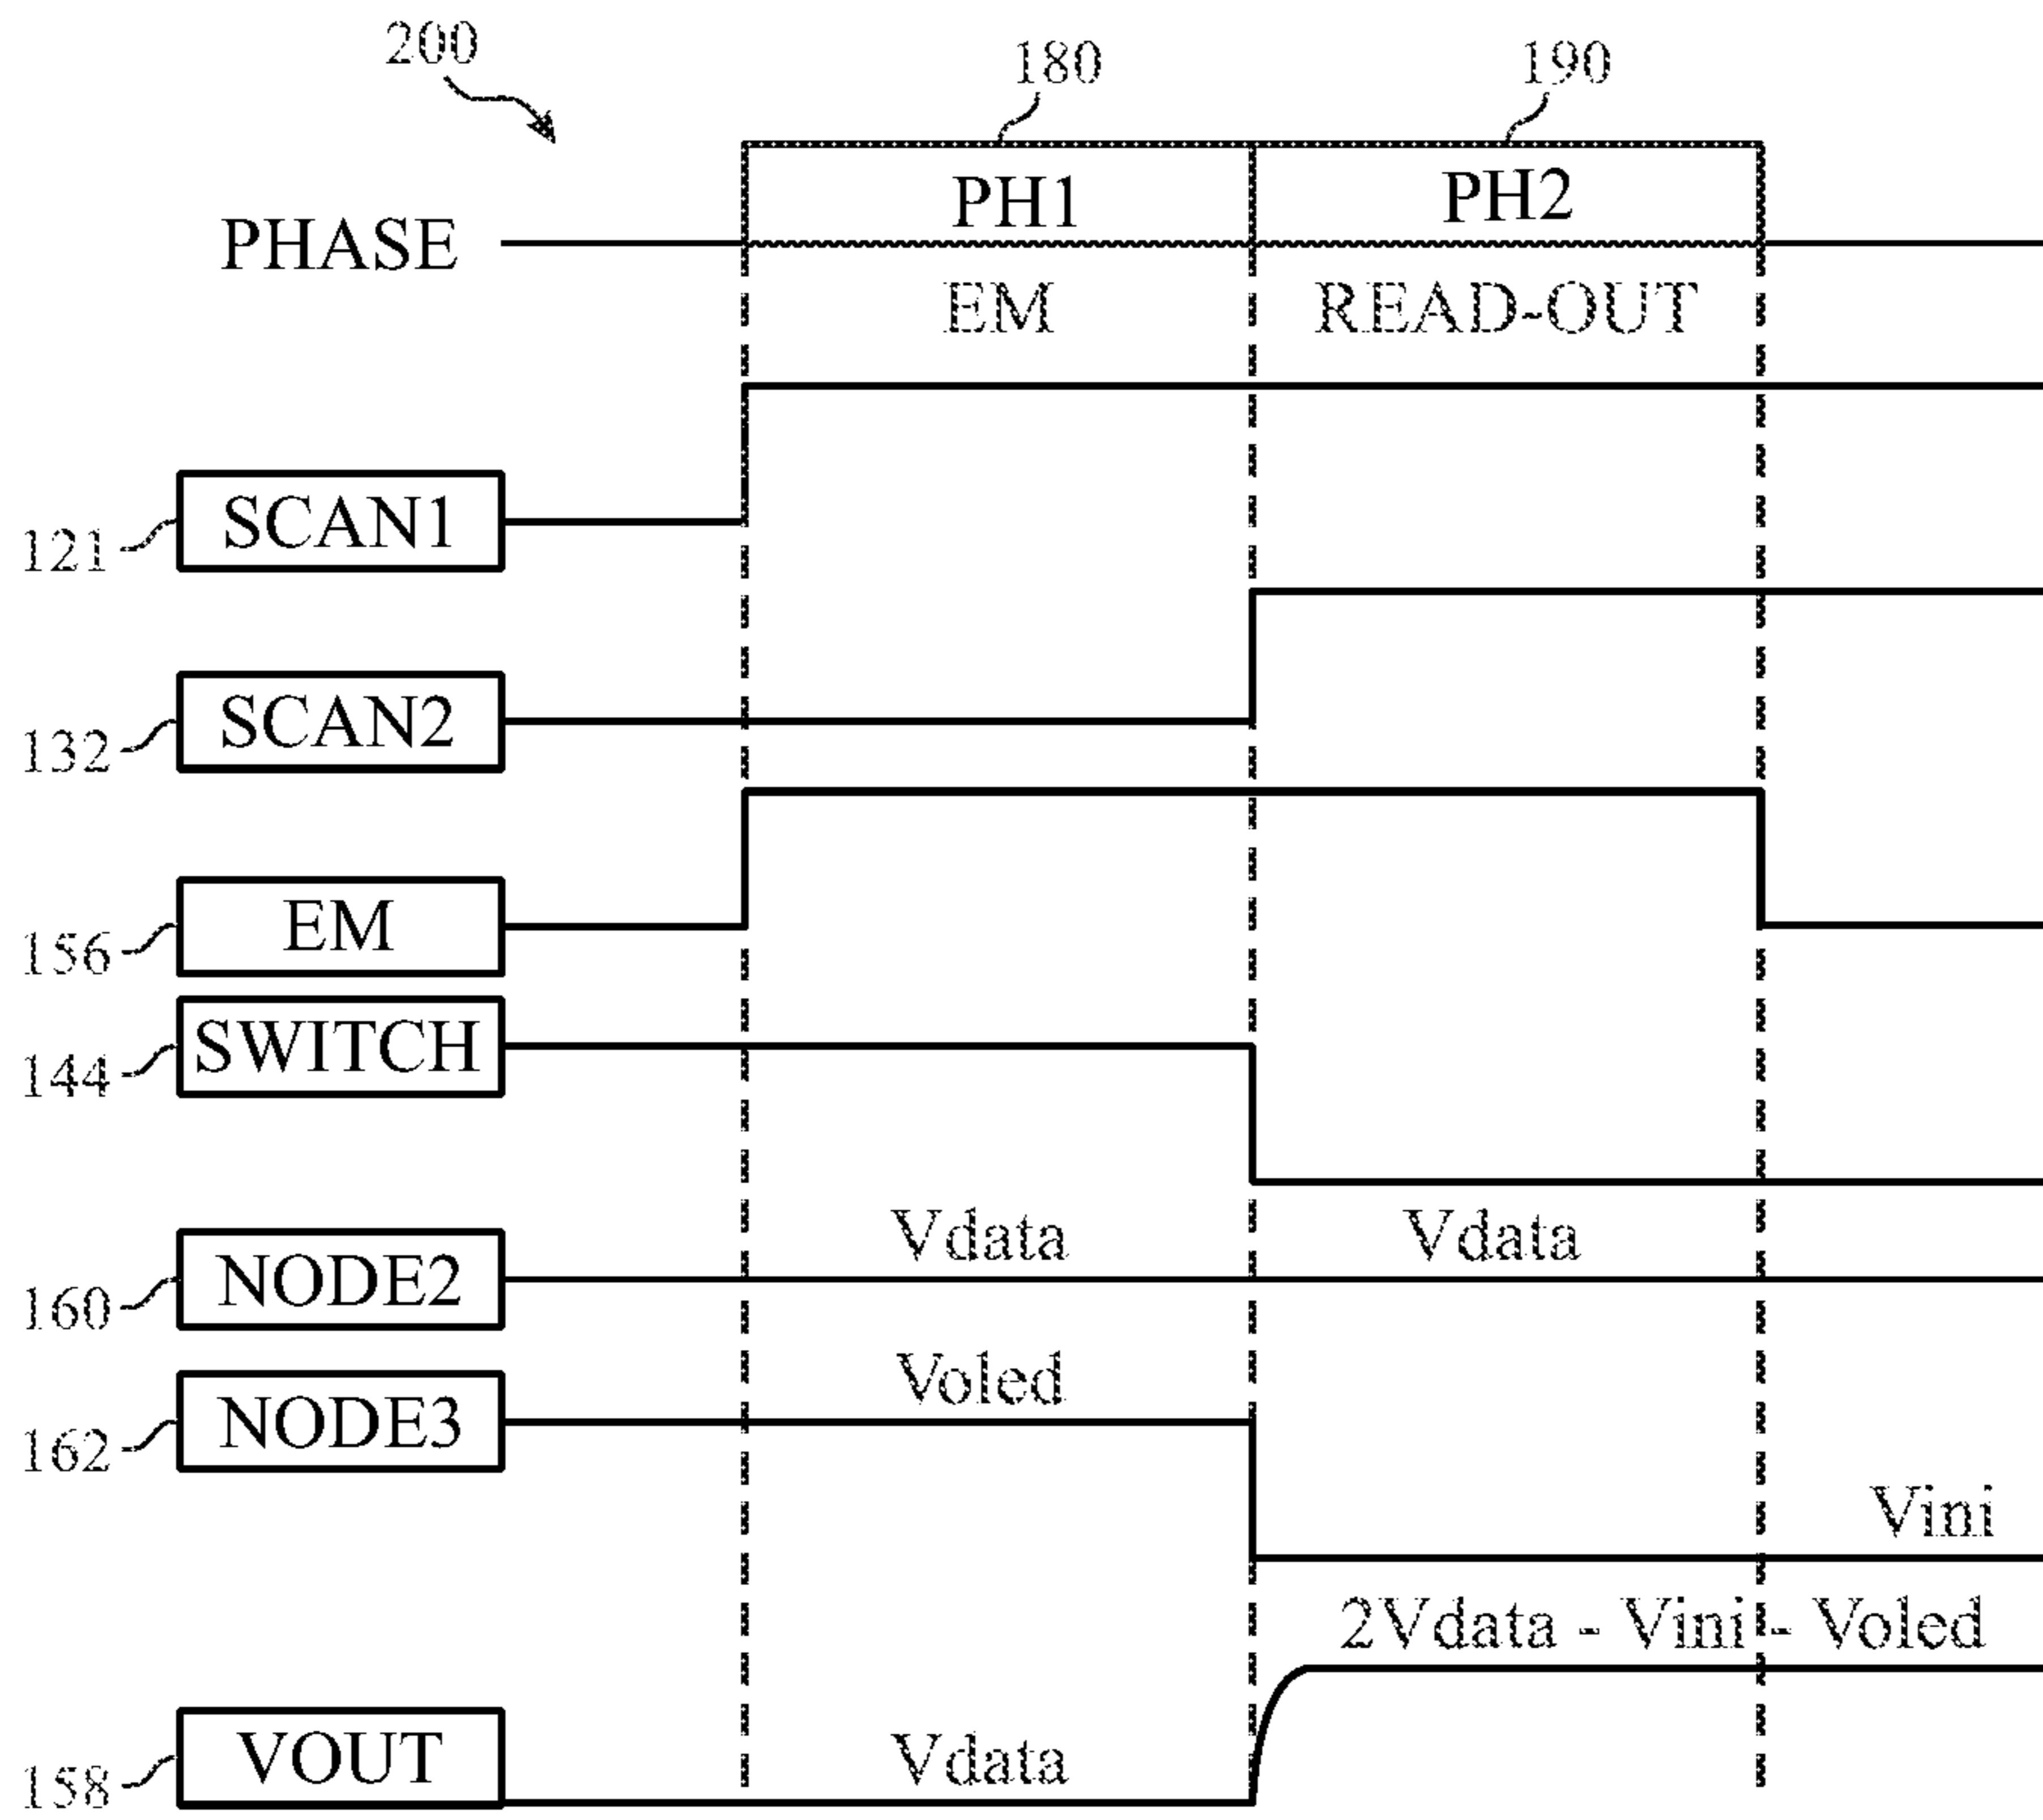 200
180
190
PHASE
PH1
PH2
EM
READ-OUT
SCAN1
121
SCAN2
132
EM
156
SWITCH
144
Vdata
Vdata
NODE2
160
Voled
NODE3
162
Vini
2Vdata - Vini - Voled
VOUT
Vdata
158